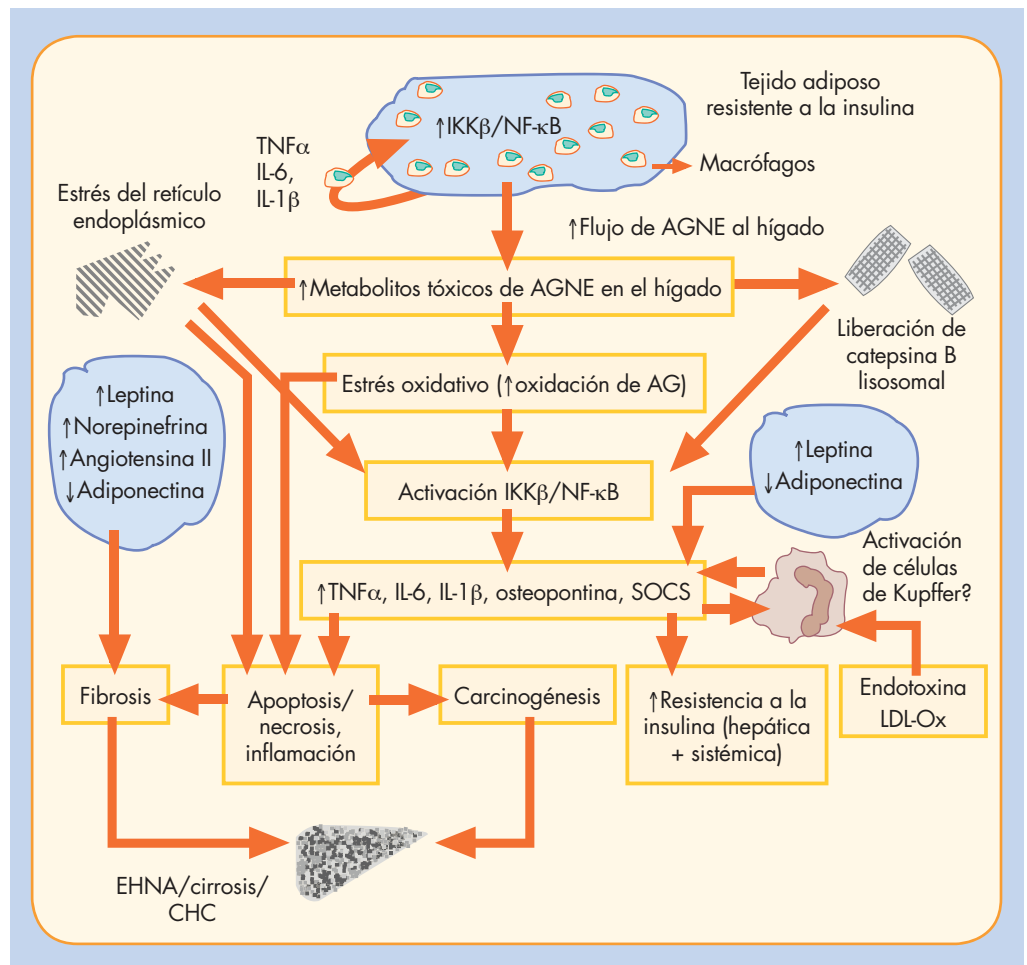 Tejido adiposo
resistente a la insulina
↑IKKβ/NF-κB
TNFα
IL-6,
IL-1β
Macrófagos
Estrés del retículo
endoplásmico
↑Flujo de AGNE al hígado
↑Metabolitos tóxicos de AGNE en el hígado
Liberación de
catepsina B
lisosomal
Estrés oxidativo (↑oxidación de AG)
↑Leptina
↑Norepinefrina
↑Angiotensina II
↓Adiponectina
↑Leptina
↓Adiponectina
Activación IKKβ/NF-κB
Activación
de células
de Kupffer?
↑TNFα, IL-6, IL-1β, osteopontina, SOCS
Fibrosis
Apoptosis/
necrosis,
inflamación
Carcinogénesis
↑Resistencia a la
insulina (hepática
+ sistémica)
Endotoxina
LDL-Ox
EHNA/cirrosis/
CHC